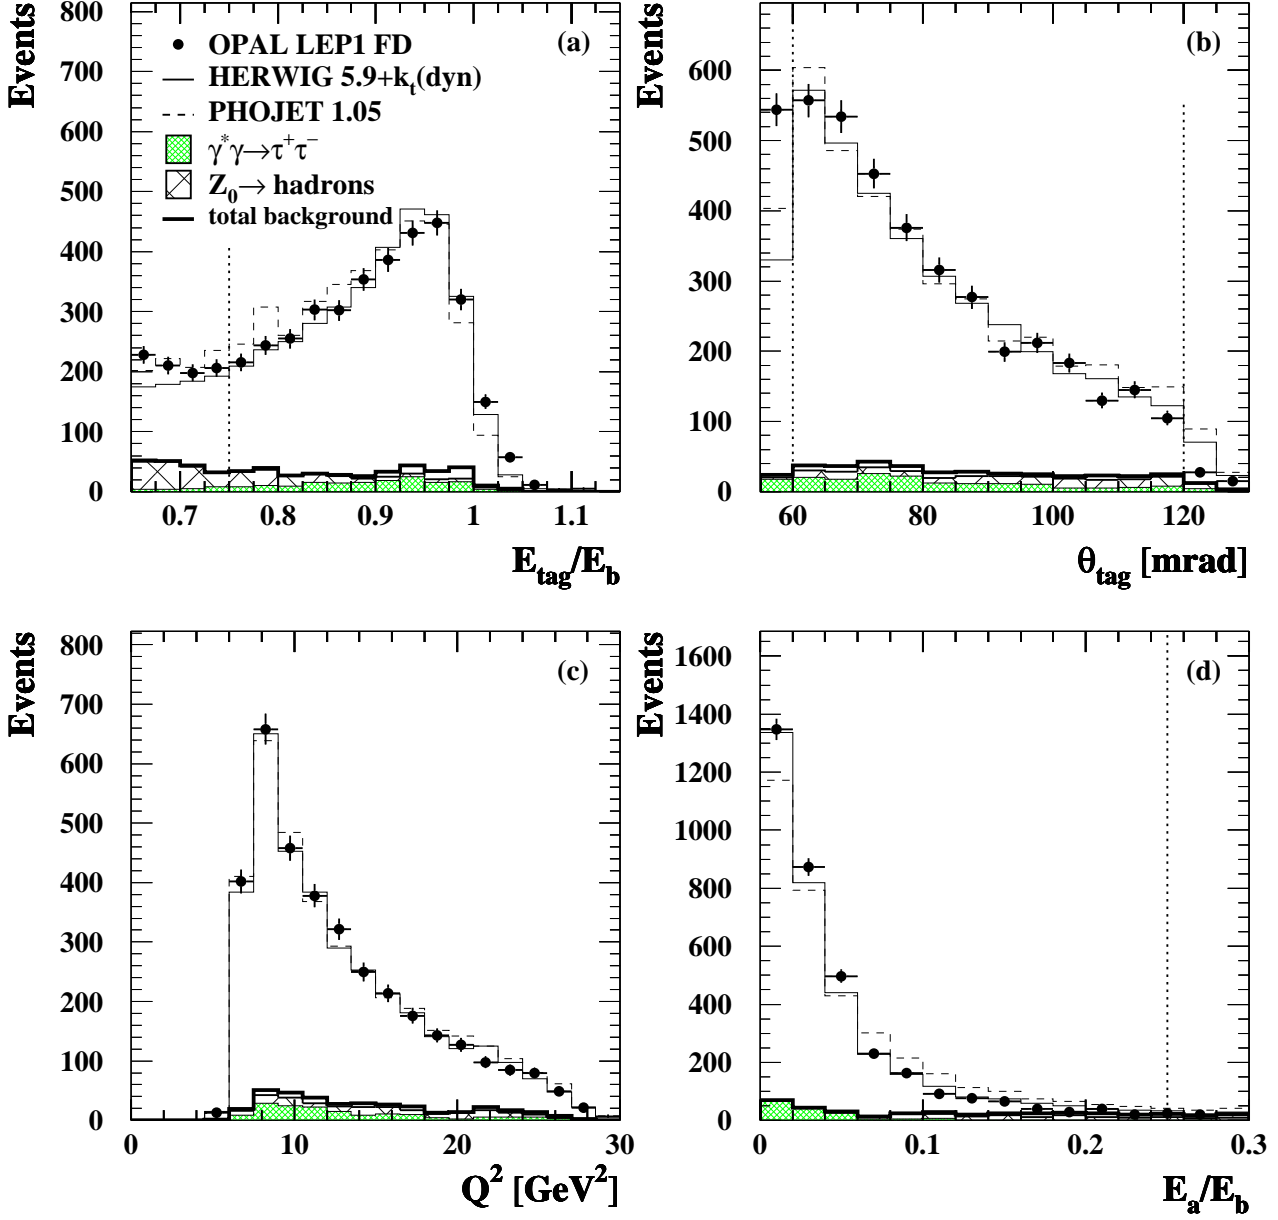 Events
800
700
600
500
400
300
200
100
0
0.7 0.8 0.9 1 1.1
E_tag/E_b
(a)
OPAL LEP1 FD
HERWIG 5.9+k_t(dyn)
PHOJET 1.05
γ*γ→τ⁺τ⁻
Z_0→ hadrons
total background
Events
600
500
400
300
200
100
0
60 80 100 120
θ_tag [mrad]
(b)
Events
800
700
600
500
400
300
200
100
0
0 10 20 30
Q² [GeV²]
(c)
Events
1600
1400
1200
1000
800
600
400
200
0
0 0.1 0.2 0.3
E_a/E_b
(d)